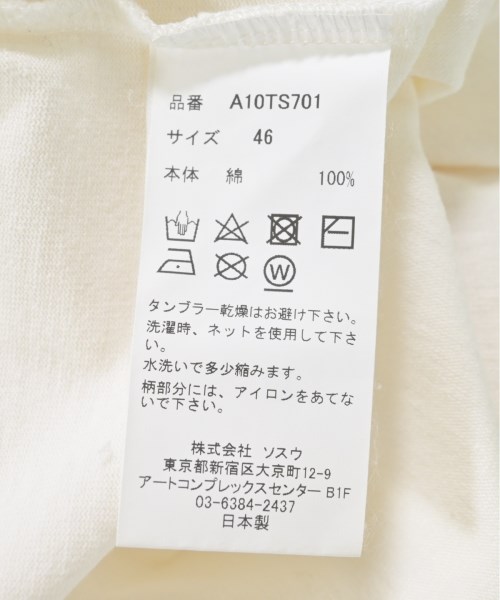 品番 A10TS701
サイズ 46
本体 綿 100%
W
タンブラー乾燥はお避け下さい。
洗濯時、ネットを使用して下さ
い。
水洗いで多少縮みます。
柄部分には、アイロンをあてな
いで下さい。
株式会社 ソスウ
東京都新宿区大京町12-9
アートコンプレックスセンター B1F
03-6384-2437
日本製